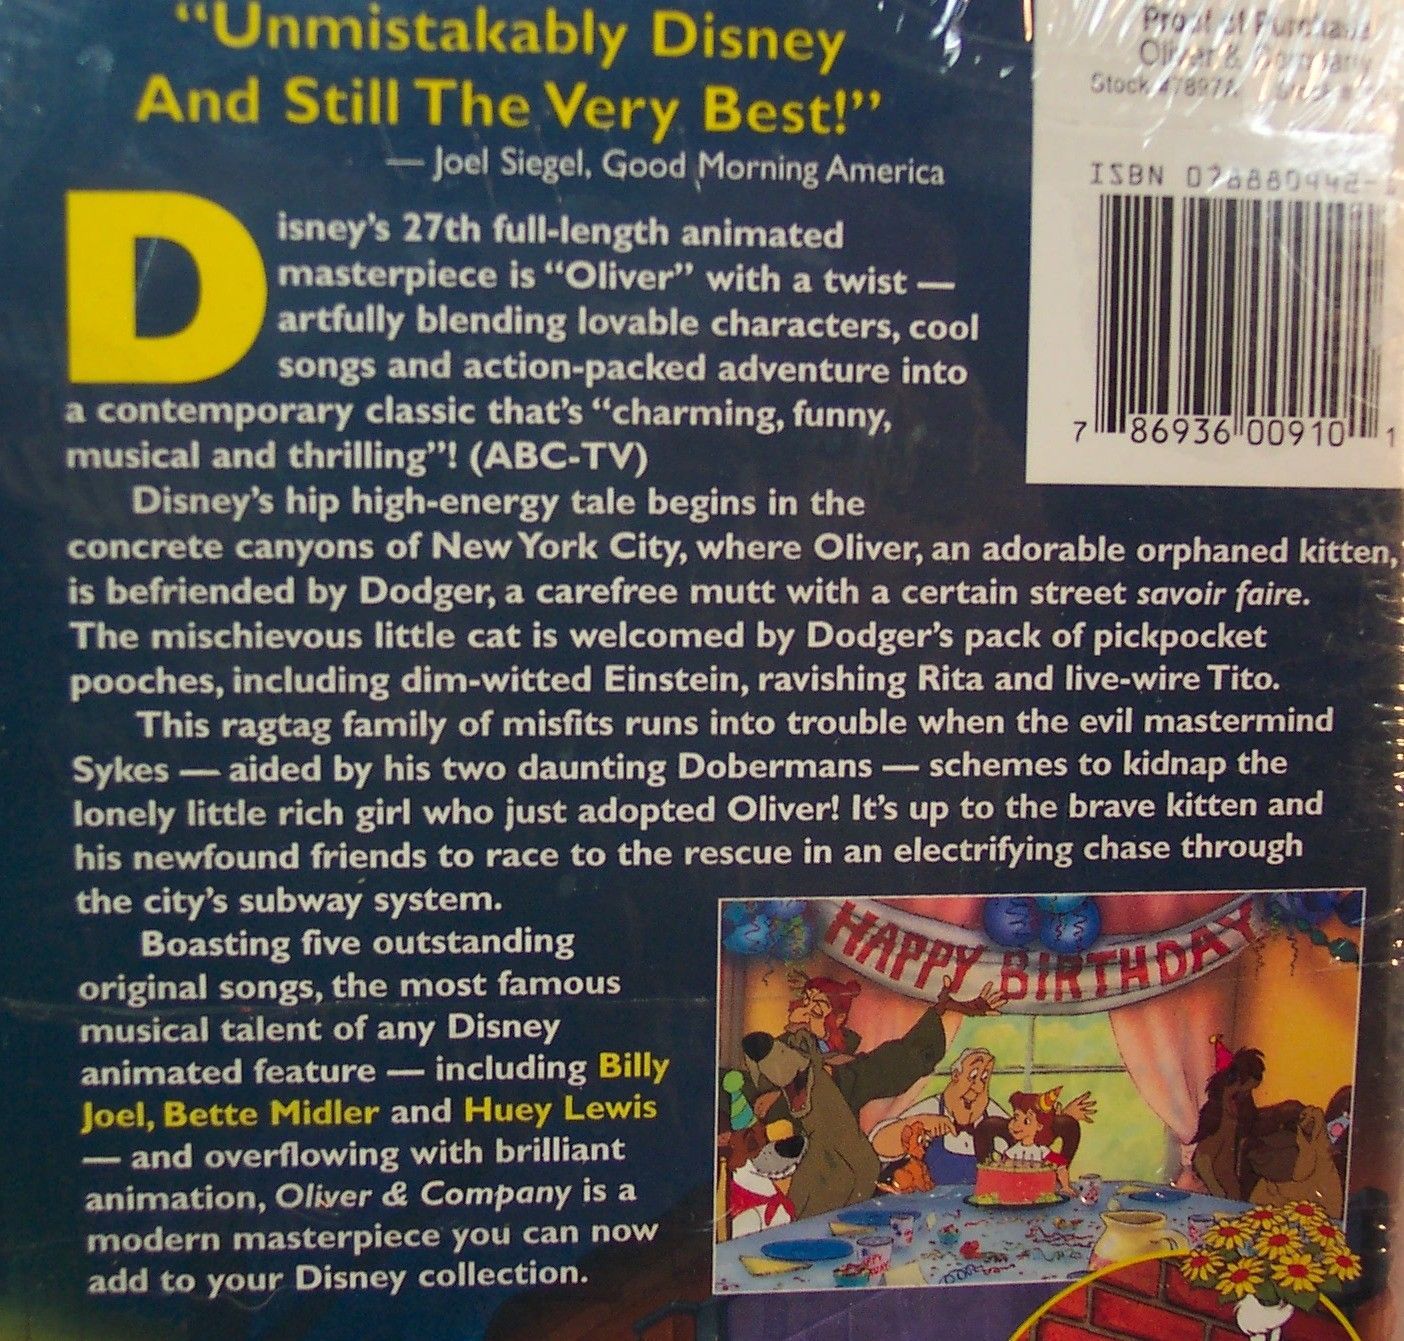 “Unmistakably Disney
And Still The Very Best!”
— Joel Siegel, Good Morning America
Proof of Purchase
Oliver & Company
Stock #7897A
ISBN
7 86936 00910 1
Disney’s 27th full-length animated
masterpiece is “Oliver” with a twist —
artfully blending lovable characters, cool
songs and action-packed adventure into
a contemporary classic that’s “charming, funny,
musical and thrilling”! (ABC-TV)
Disney’s hip high-energy tale begins in the
concrete canyons of New York City, where Oliver, an adorable orphaned kitten,
is befriended by Dodger, a carefree mutt with a certain street savoir faire.
The mischievous little cat is welcomed by Dodger’s pack of pickpocket
pooches, including dim-witted Einstein, ravishing Rita and live-wire Tito.
This ragtag family of misfits runs into trouble when the evil mastermind
Sykes — aided by his two daunting Dobermans — schemes to kidnap the
lonely little rich girl who just adopted Oliver! It’s up to the brave kitten and
his newfound friends to race to the rescue in an electrifying chase through
the city’s subway system.
Boasting five outstanding
original songs, the most famous
musical talent of any Disney
animated feature — including Billy
Joel, Bette Midler and Huey Lewis
— and overflowing with brilliant
animation, Oliver & Company is a
modern masterpiece you can now
add to your Disney collection.
HAPPY BIRTHDAY